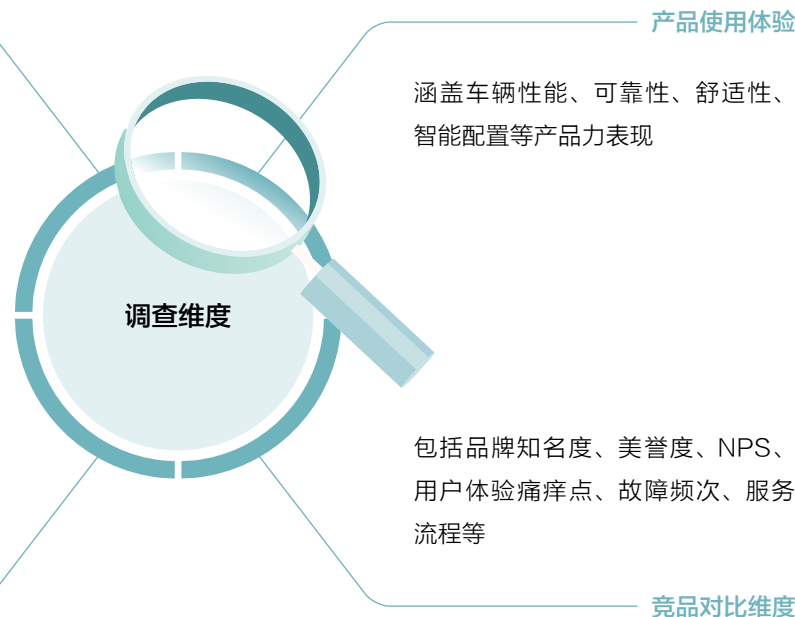 产品使用体验
涵盖车辆性能、可靠性、舒适性、
智能配置等产品力表现
调查维度
包括品牌知名度、美誉度、NPS、
用户体验痛痒点、故障频次、服务
流程等
竞品对比维度